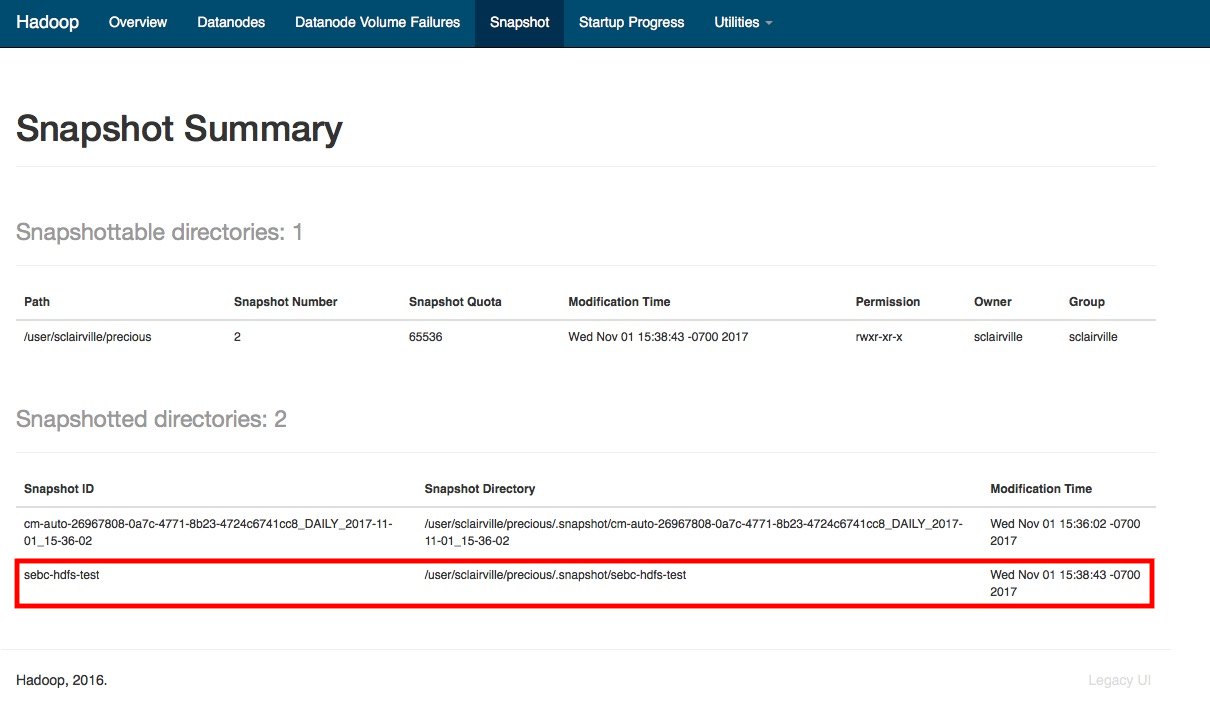 Hadoop Overview Datanodes Datanode Volume Failures Snapshot Startup Progress Utilities
Snapshot Summary
Snapshottable directories: 1
Path Snapshot Number Snapshot Quota Modification Time Permission Owner Group
/user/sclairville/precious 2 65536 Wed Nov 01 15:38:43 -0700 2017 rwxr-xr-x sclairville sclairville
Snapshotted directories: 2
Snapshot ID Snapshot Directory Modification Time
cm-auto-26967808-0a7c-4771-8b23-4724c6741cc8_DAILY_2017-11- /user/sclairville/precious/.snapshot/cm-auto-26967808-0a7c-4771-8b23-4724c6741cc8_DAILY_2017- Wed Nov 01 15:36:02 -0700
01_15-36-02 11-01_15-36-02 2017
sebc-hdfs-test /user/sclairville/precious/.snapshot/sebc-hdfs-test Wed Nov 01 15:38:43 -0700
2017
Hadoop, 2016. Legacy UI